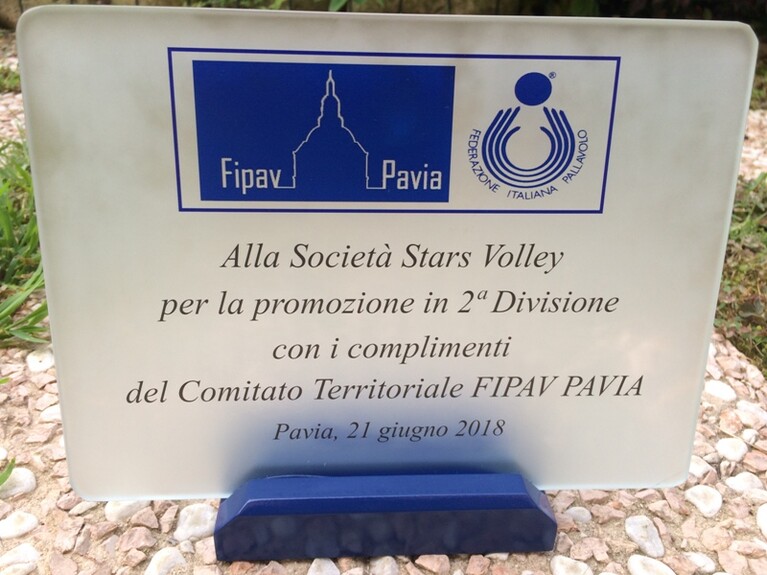 Fipav Pavia
®
FEDERAZIONE ITALIANA PALLAVOLO
Alla Società Stars Volley
per la promozione in 2ª Divisione
con i complimenti
del Comitato Territoriale FIPAV PAVIA
Pavia, 21 giugno 2018